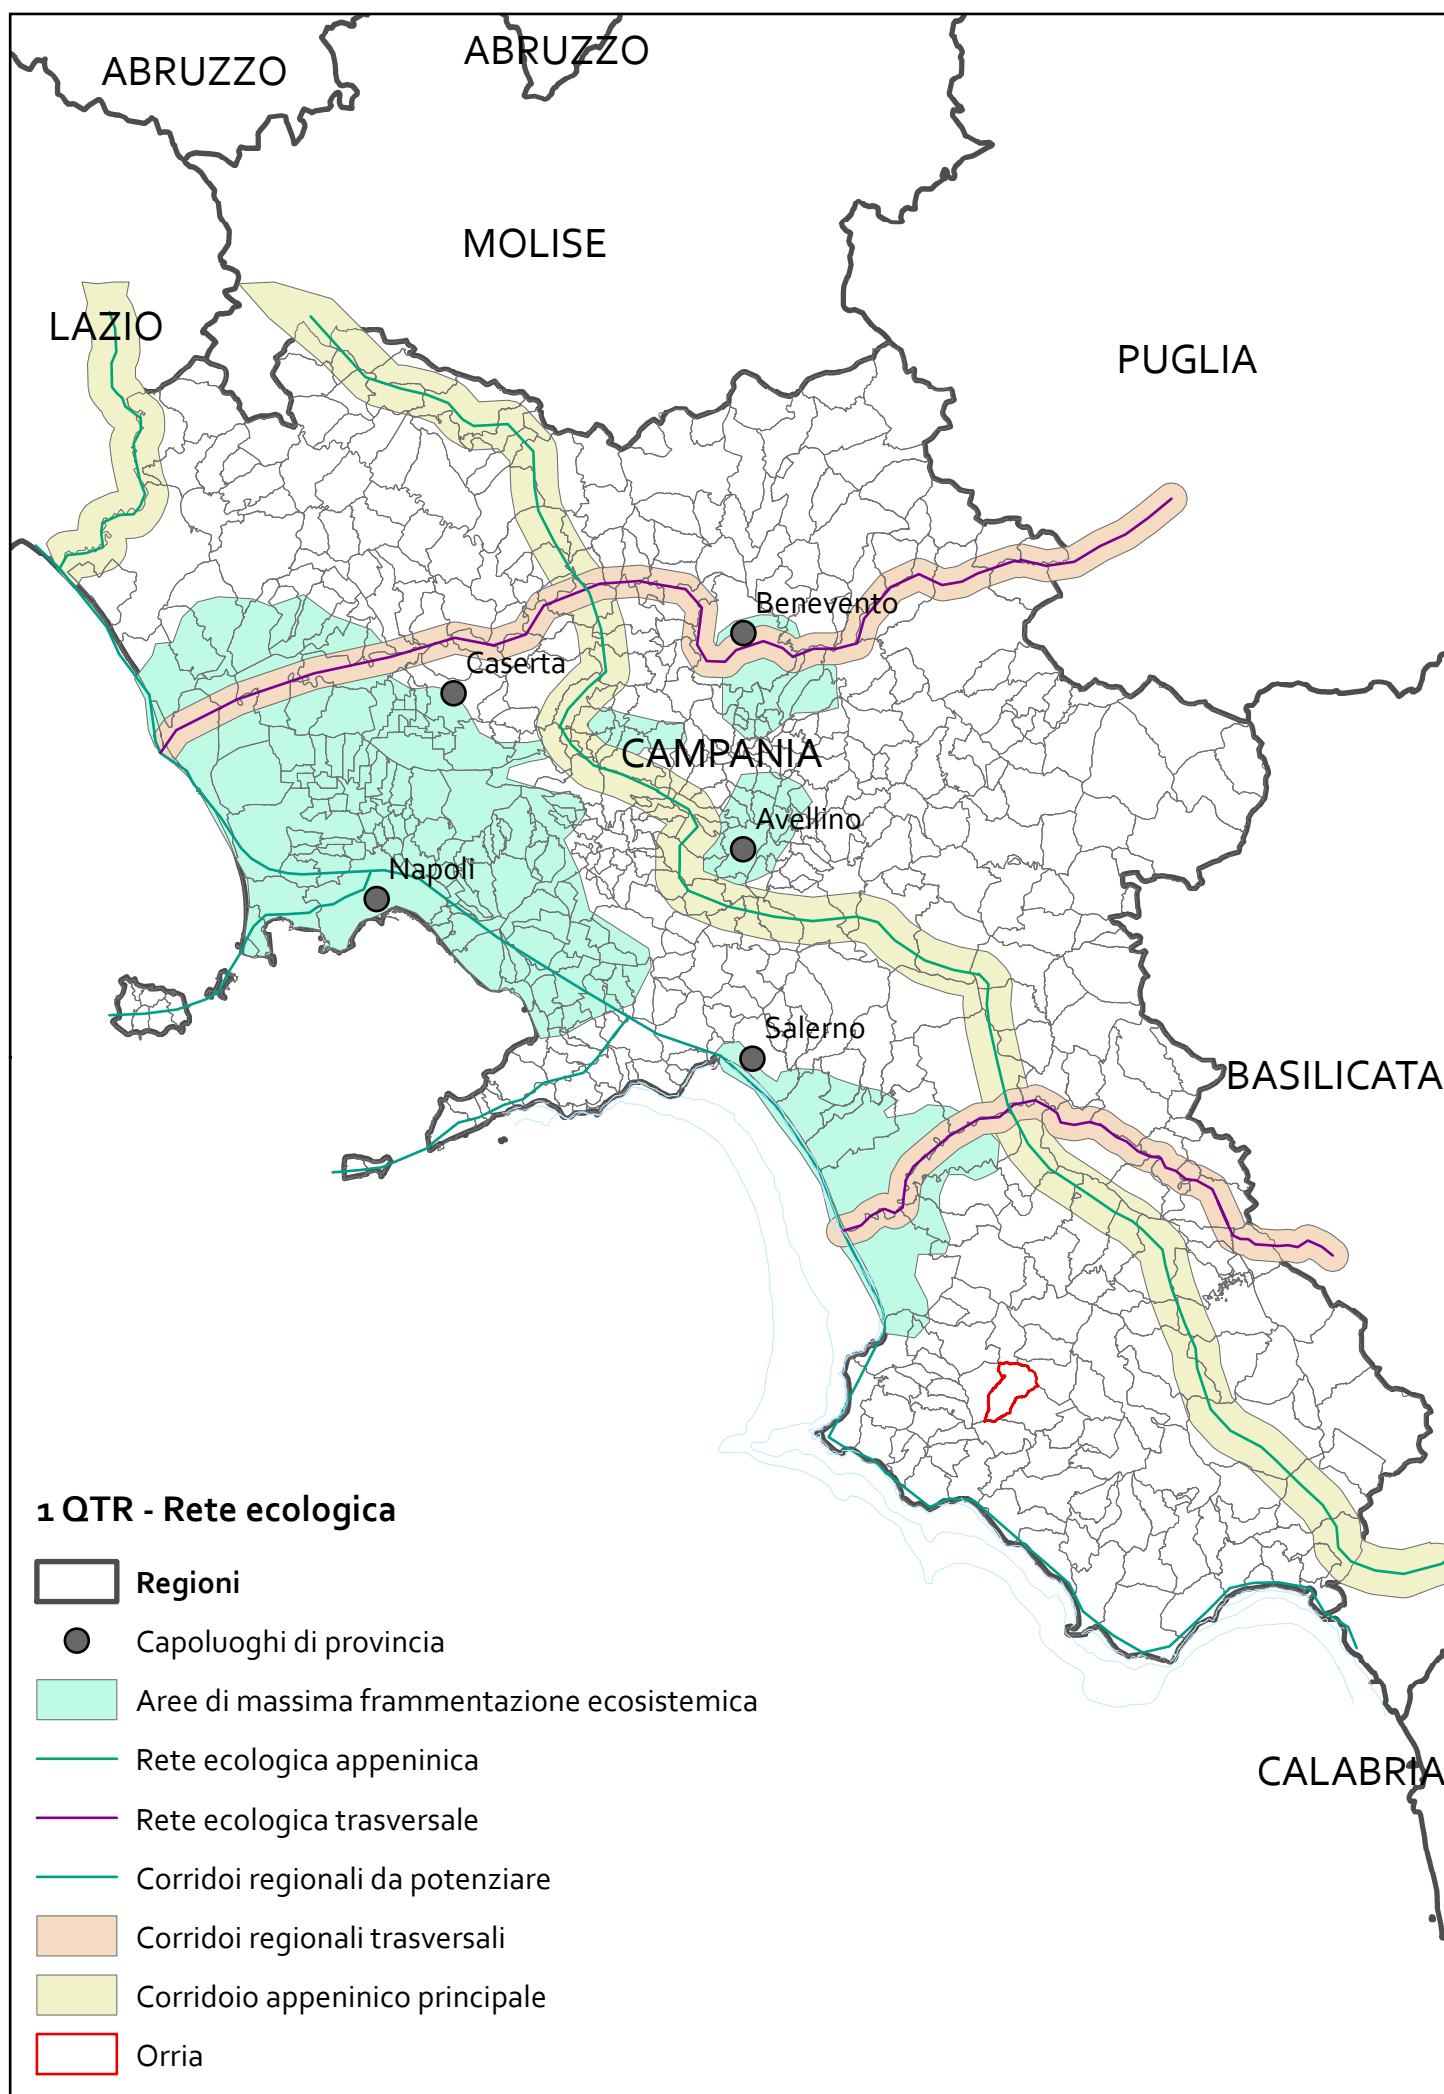 ABRUZZO
ABRUZZO
MOLISE
LAZIO
PUGLIA
Benevento
Caserta
CAMPANIA
Avellino
Napoli
Salerno
BASILICATA
1 QTR - Rete ecologica
Regioni
Capoluoghi di provincia
Aree di massima frammentazione ecosistemica
Rete ecologica appeninica
CALABRIA
Rete ecologica trasversale
Corridoi regionali da potenziare
Corridoi regionali trasversali
Corridoio appeninico principale
Orria